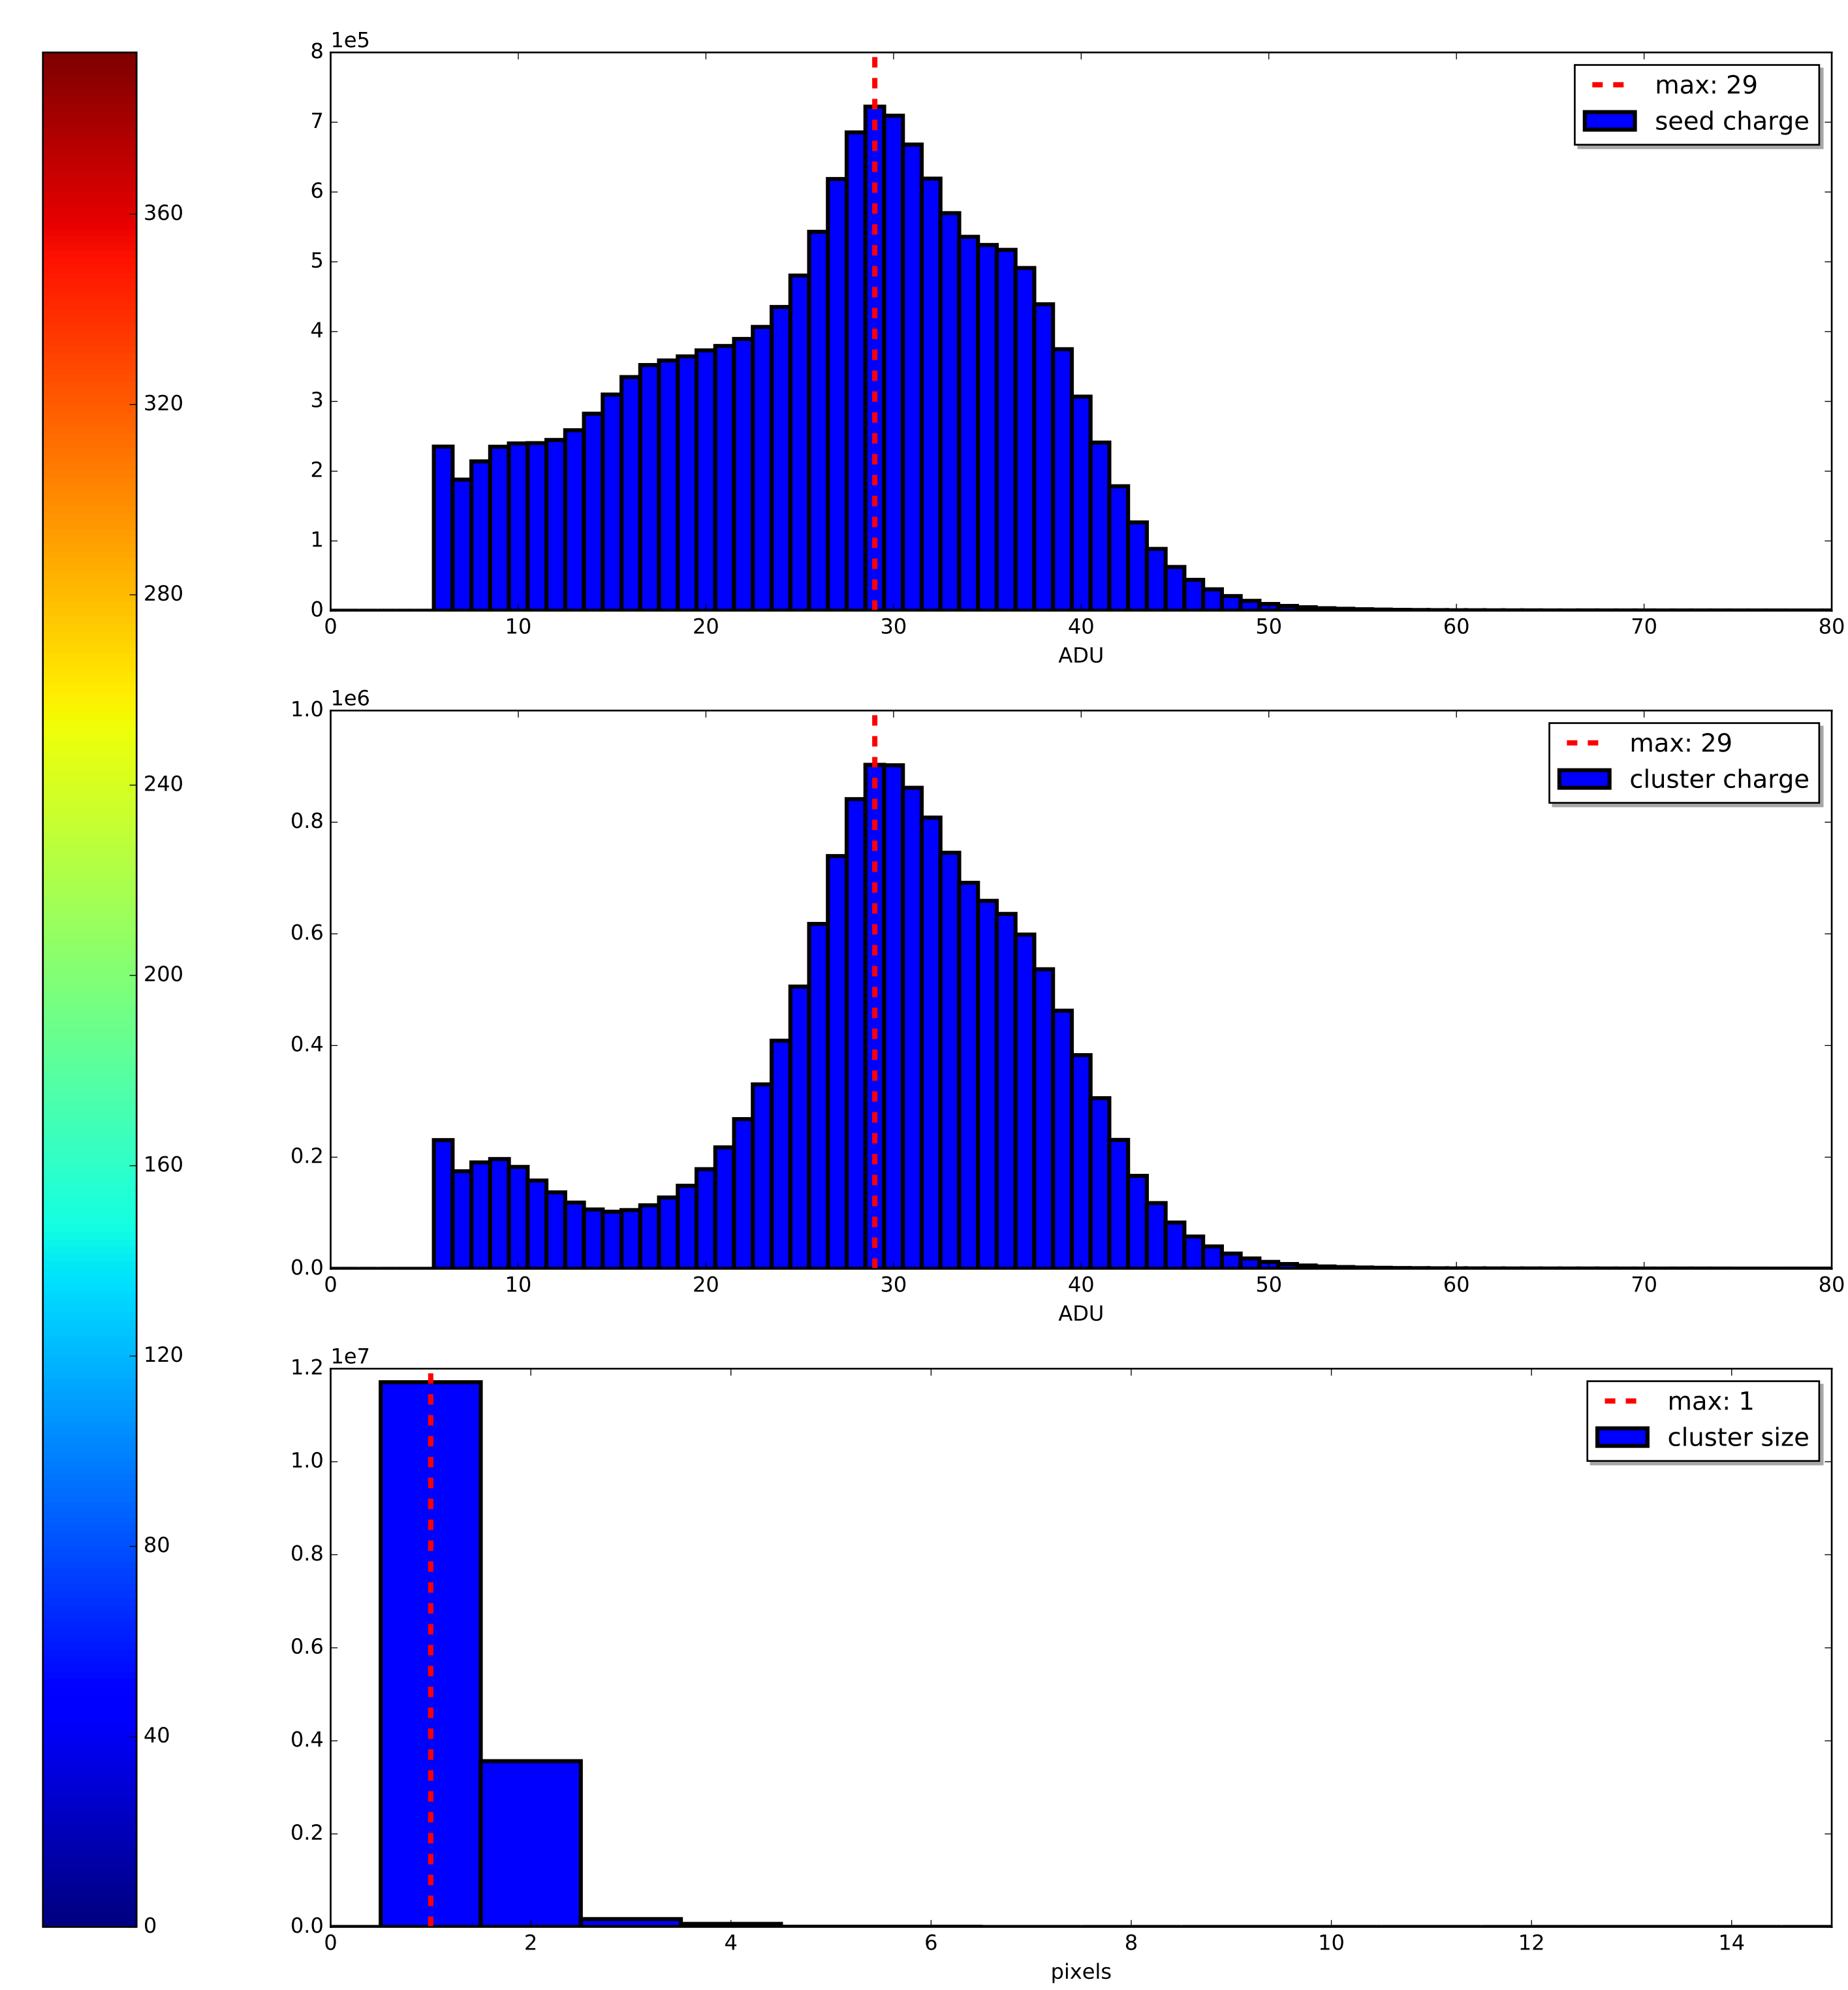 360
320
280
240
200
160
120
80
40
0
1e5
8
7
6
5
4
3
2
1
0
max: 29
seed charge
0 10 20 30 40 50 60 70 80
ADU
1e6
1.0
0.8
0.6
0.4
0.2
0.0
max: 29
cluster charge
0 10 20 30 40 50 60 70 80
ADU
1e7
1.2
1.0
0.8
0.6
0.4
0.2
0.0
max: 1
cluster size
0 2 4 6 8 10 12 14
pixels